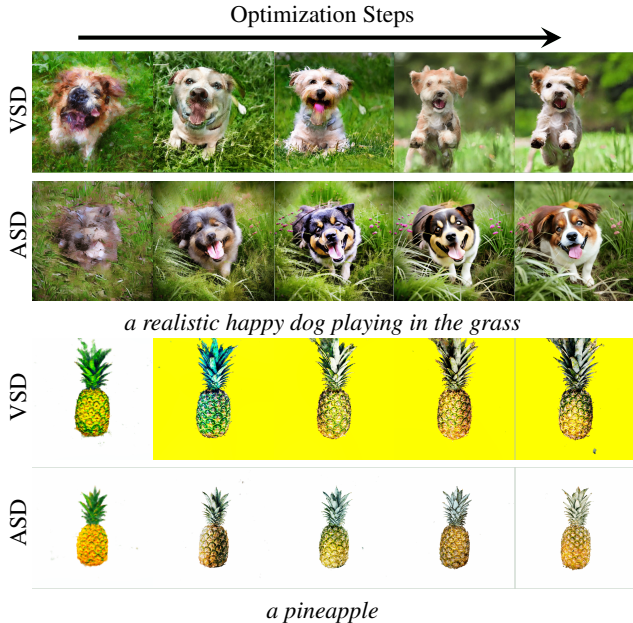 Optimization Steps
VSD
ASD
a realistic happy dog playing in the grass
VSD
ASD
a pineapple